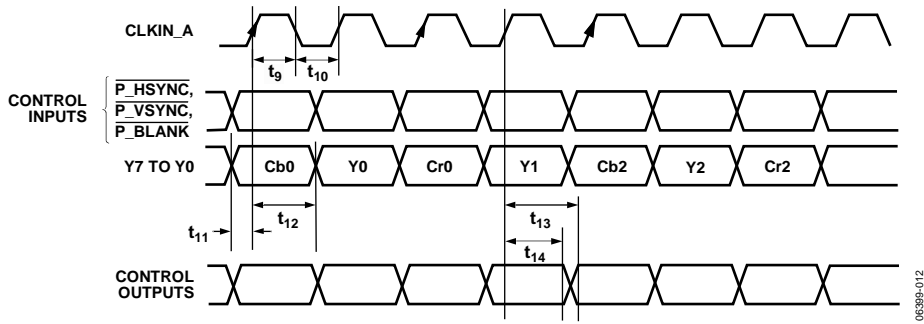 CLKIN_A
t9
t10
CONTROL
INPUTS
P_HSYNC,
P_VSYNC,
P_BLANK
Y7 TO Y0
Cb0
Y0
Cr0
Y1
Cb2
Y2
Cr2
t12
t13
t11
t14
CONTROL
OUTPUTS
09399-012